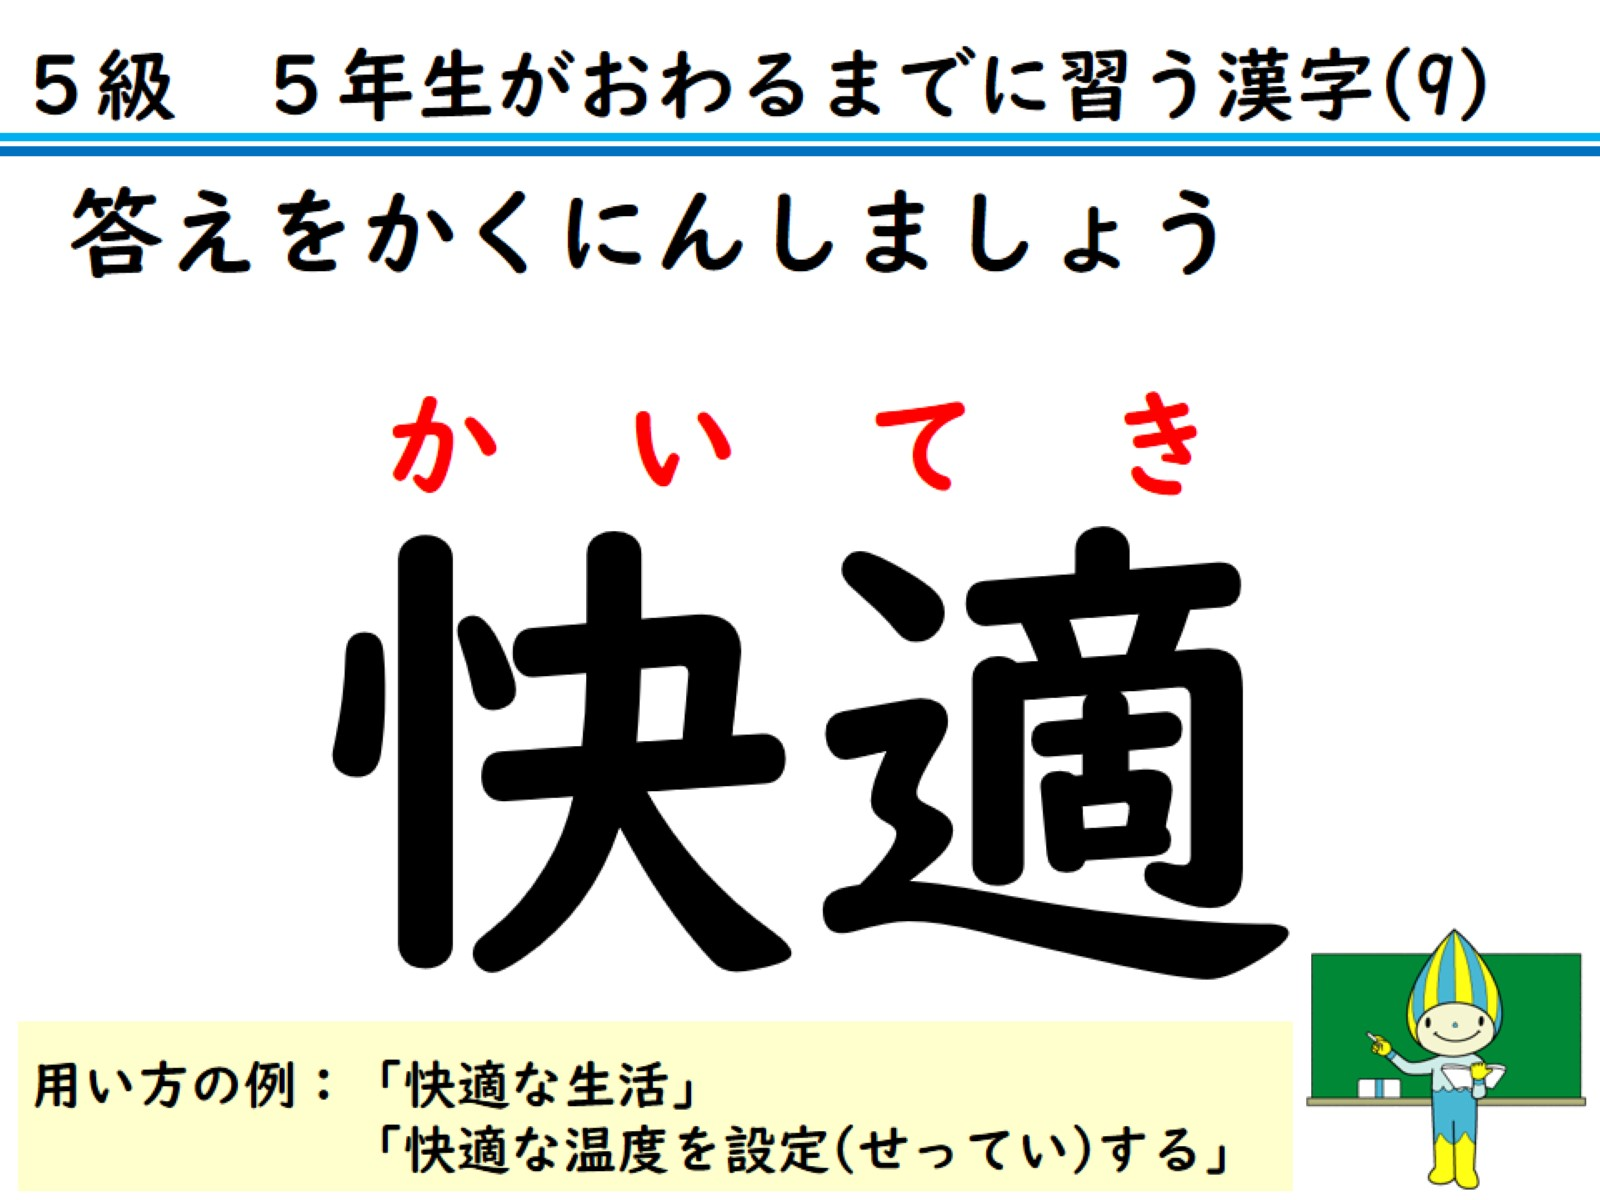 ５級　５年生がおわるまでに習う漢字(9)
答えをかくにんしましょう
かいてき
快適
用い方の例：「快適な生活」
「快適な温度を設定(せってい)する」